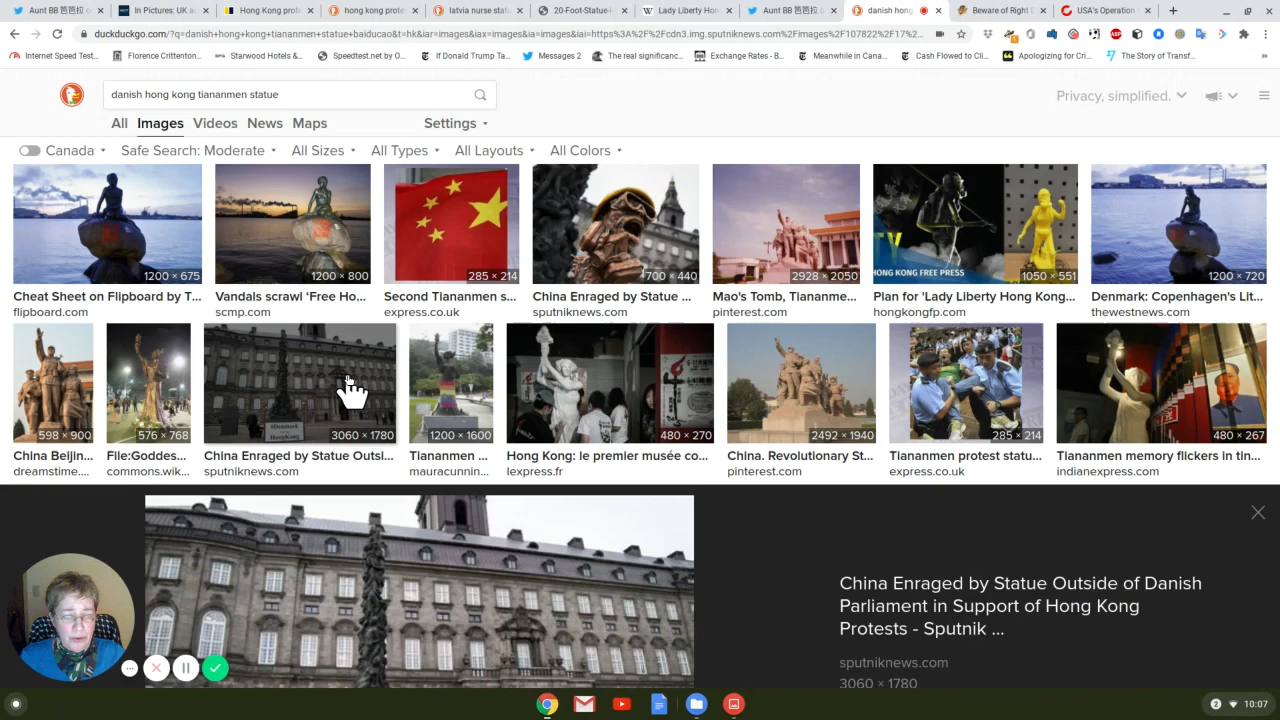 Aunt BB 芭芭拉
In Pictures: UK a
Hong Kong prot
hong kong prote
latvia nurse statu
20-Foot-Statue-i
Lady Liberty Hon
Aunt BB 芭芭拉
danish hong
Beware of Right
USA's Operation
duckduckgo.com/?q=danish+hong+kong+tiananmen+statue+baiducao&t=hk&iar=images&iax=images&ia=images&iai=https%3A%2F%2Fcdn3.img.sputniknews.com%2Fimages%2F107822%2F17%2...
Internet Speed Test...
Florence Crittenton...
Starwood Hotels &...
Speedtest.net by O...
If Donald Trump Ta...
Messages
The real significanc...
Exchange Rates - B...
Meanwhile in Cana...
Cash Flowed to Cli...
Apologizing for Cri...
The Story of Transf...
danish hong kong tiananmen statue
Privacy, simplified.
All Images Videos News Maps Settings
Canada Safe Search: Moderate All Sizes All Types All Layouts All Colors
HONG KONG FREE PRESS
1200 × 675
1200 × 800
285 × 214
700 × 440
2928 × 2050
1050 × 551
1200 × 720
Cheat Sheet on Flipboard by T...
Vandals scrawl ‘Free Ho...
Second Tiananmen s...
China Enraged by Statue ...
Mao's Tomb, Tiananme...
Plan for 'Lady Liberty Hong Kong...
Denmark: Copenhagen's Lit...
flipboard.com
scmp.com
express.co.uk
sputniknews.com
pinterest.com
hongkongfp.com
thewestnews.com
598 × 900
576 × 768
3060 × 1780
1200 × 1600
480 × 270
2492 × 1940
285 × 214
480 × 267
China Beijin...
File:Goddes...
China Enraged by Statue Outsi...
Tiananmen ...
Hong Kong: le premier musée co...
China. Revolutionary St...
Tiananmen protest statu...
Tiananmen memory flickers in tin...
dreamstime....
commons.wik...
sputniknews.com
mauracunnin...
lexpress.fr
pinterest.com
express.co.uk
indianexpress.com
China Enraged by Statue Outside of Danish
Parliament in Support of Hong Kong
Protests - Sputnik ...
sputniknews.com
3060 × 1780
2
10:07